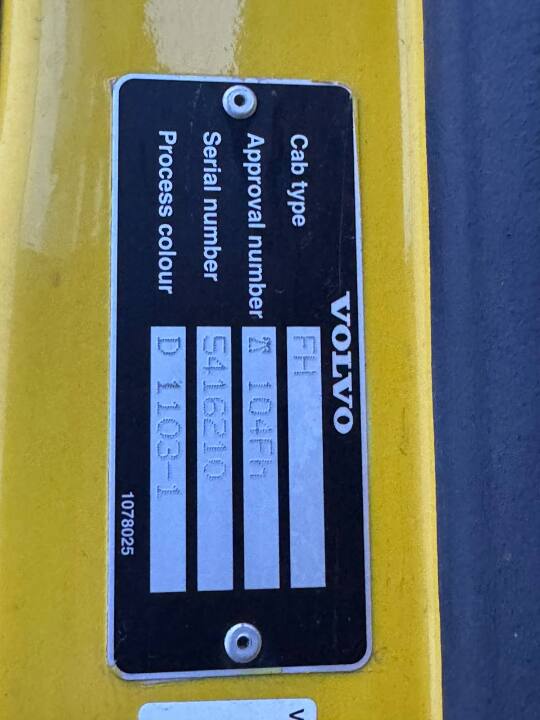 VOLVO
Cab type FH
Approval number 104Fh
Serial number 5416210
Process colour D 1103-1
1078025
V